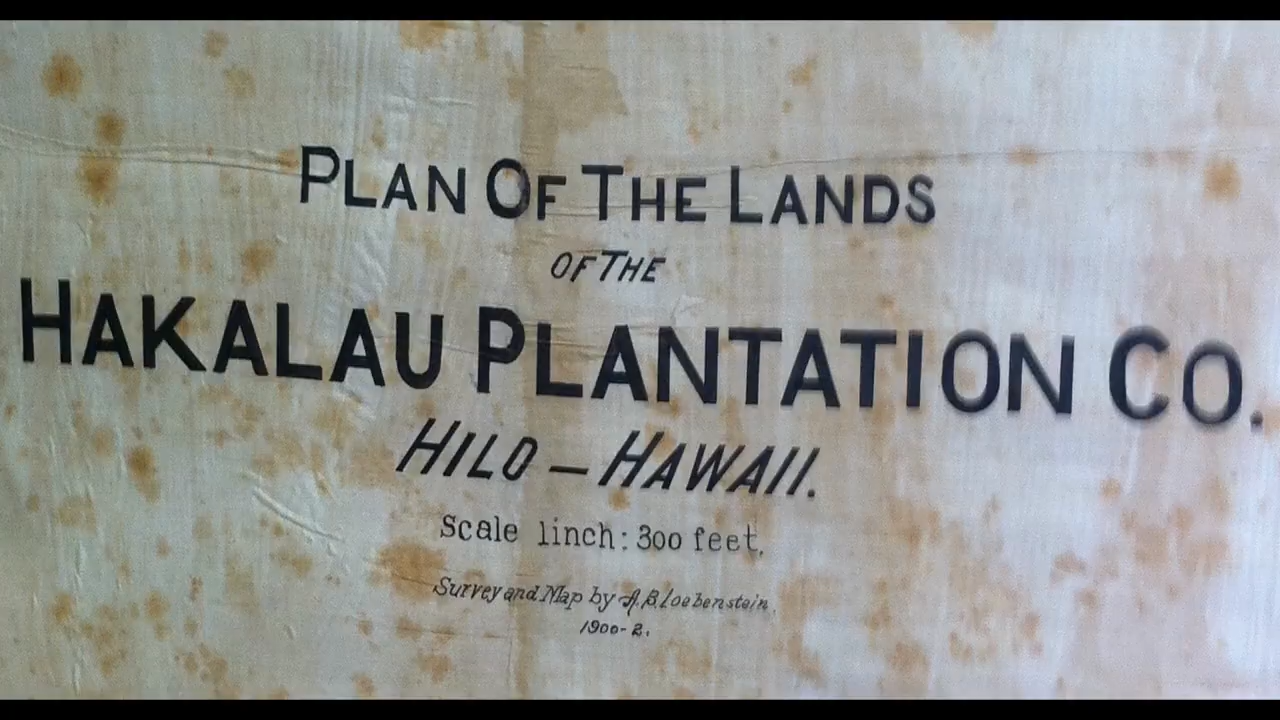 PLAN OF THE LANDS
OF THE
HAKALAU PLANTATION CO.
HILO – HAWAII.
Scale 1inch: 300 feet.
Survey and Map by A.B. Loebenstein.
1900-2.